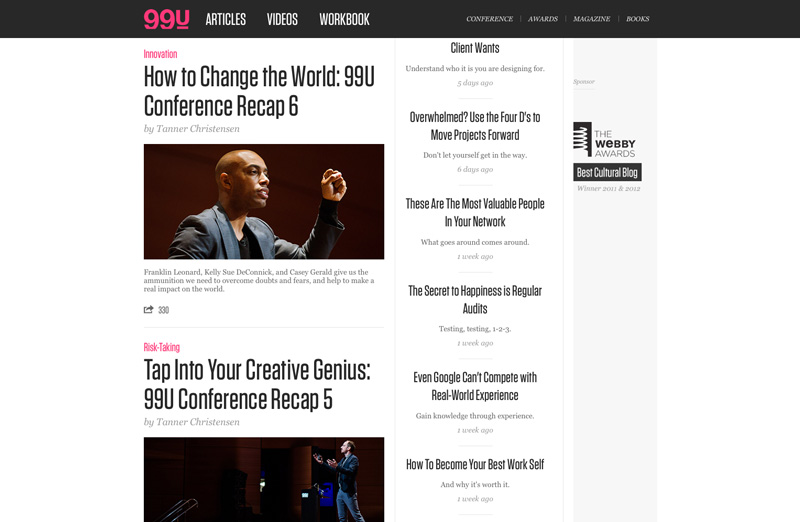 99U ARTICLES VIDEOS WORKBOOK CONFERENCE AWARDS MAGAZINE BOOKS
Innovation
How to Change the World: 99U
Conference Recap 6
by Tanner Christensen
Franklin Leonard, Kelly Sue DeConnick, and Casey Gerald give us the
ammunition we need to overcome doubts and fears, and help to make a
real impact on the world.
330
Risk-Taking
Tap Into Your Creative Genius:
99U Conference Recap 5
by Tanner Christensen
Client Wants
Understand who it is you are designing for.
5 days ago
Overwhelmed? Use the Four D's to
Move Projects Forward
Don't let yourself get in the way.
6 days ago
These Are The Most Valuable People
In Your Network
What goes around comes around.
1 week ago
The Secret to Happiness is Regular
Audits
Testing, testing, 1-2-3.
1 week ago
Even Google Can't Compete with
Real-World Experience
Gain knowledge through experience.
1 week ago
How To Become Your Best Work Self
And why it's worth it.
1 week ago
Sponsor
THE
WEBBY
AWARDS
Best Cultural Blog
Winner 2011 & 2012